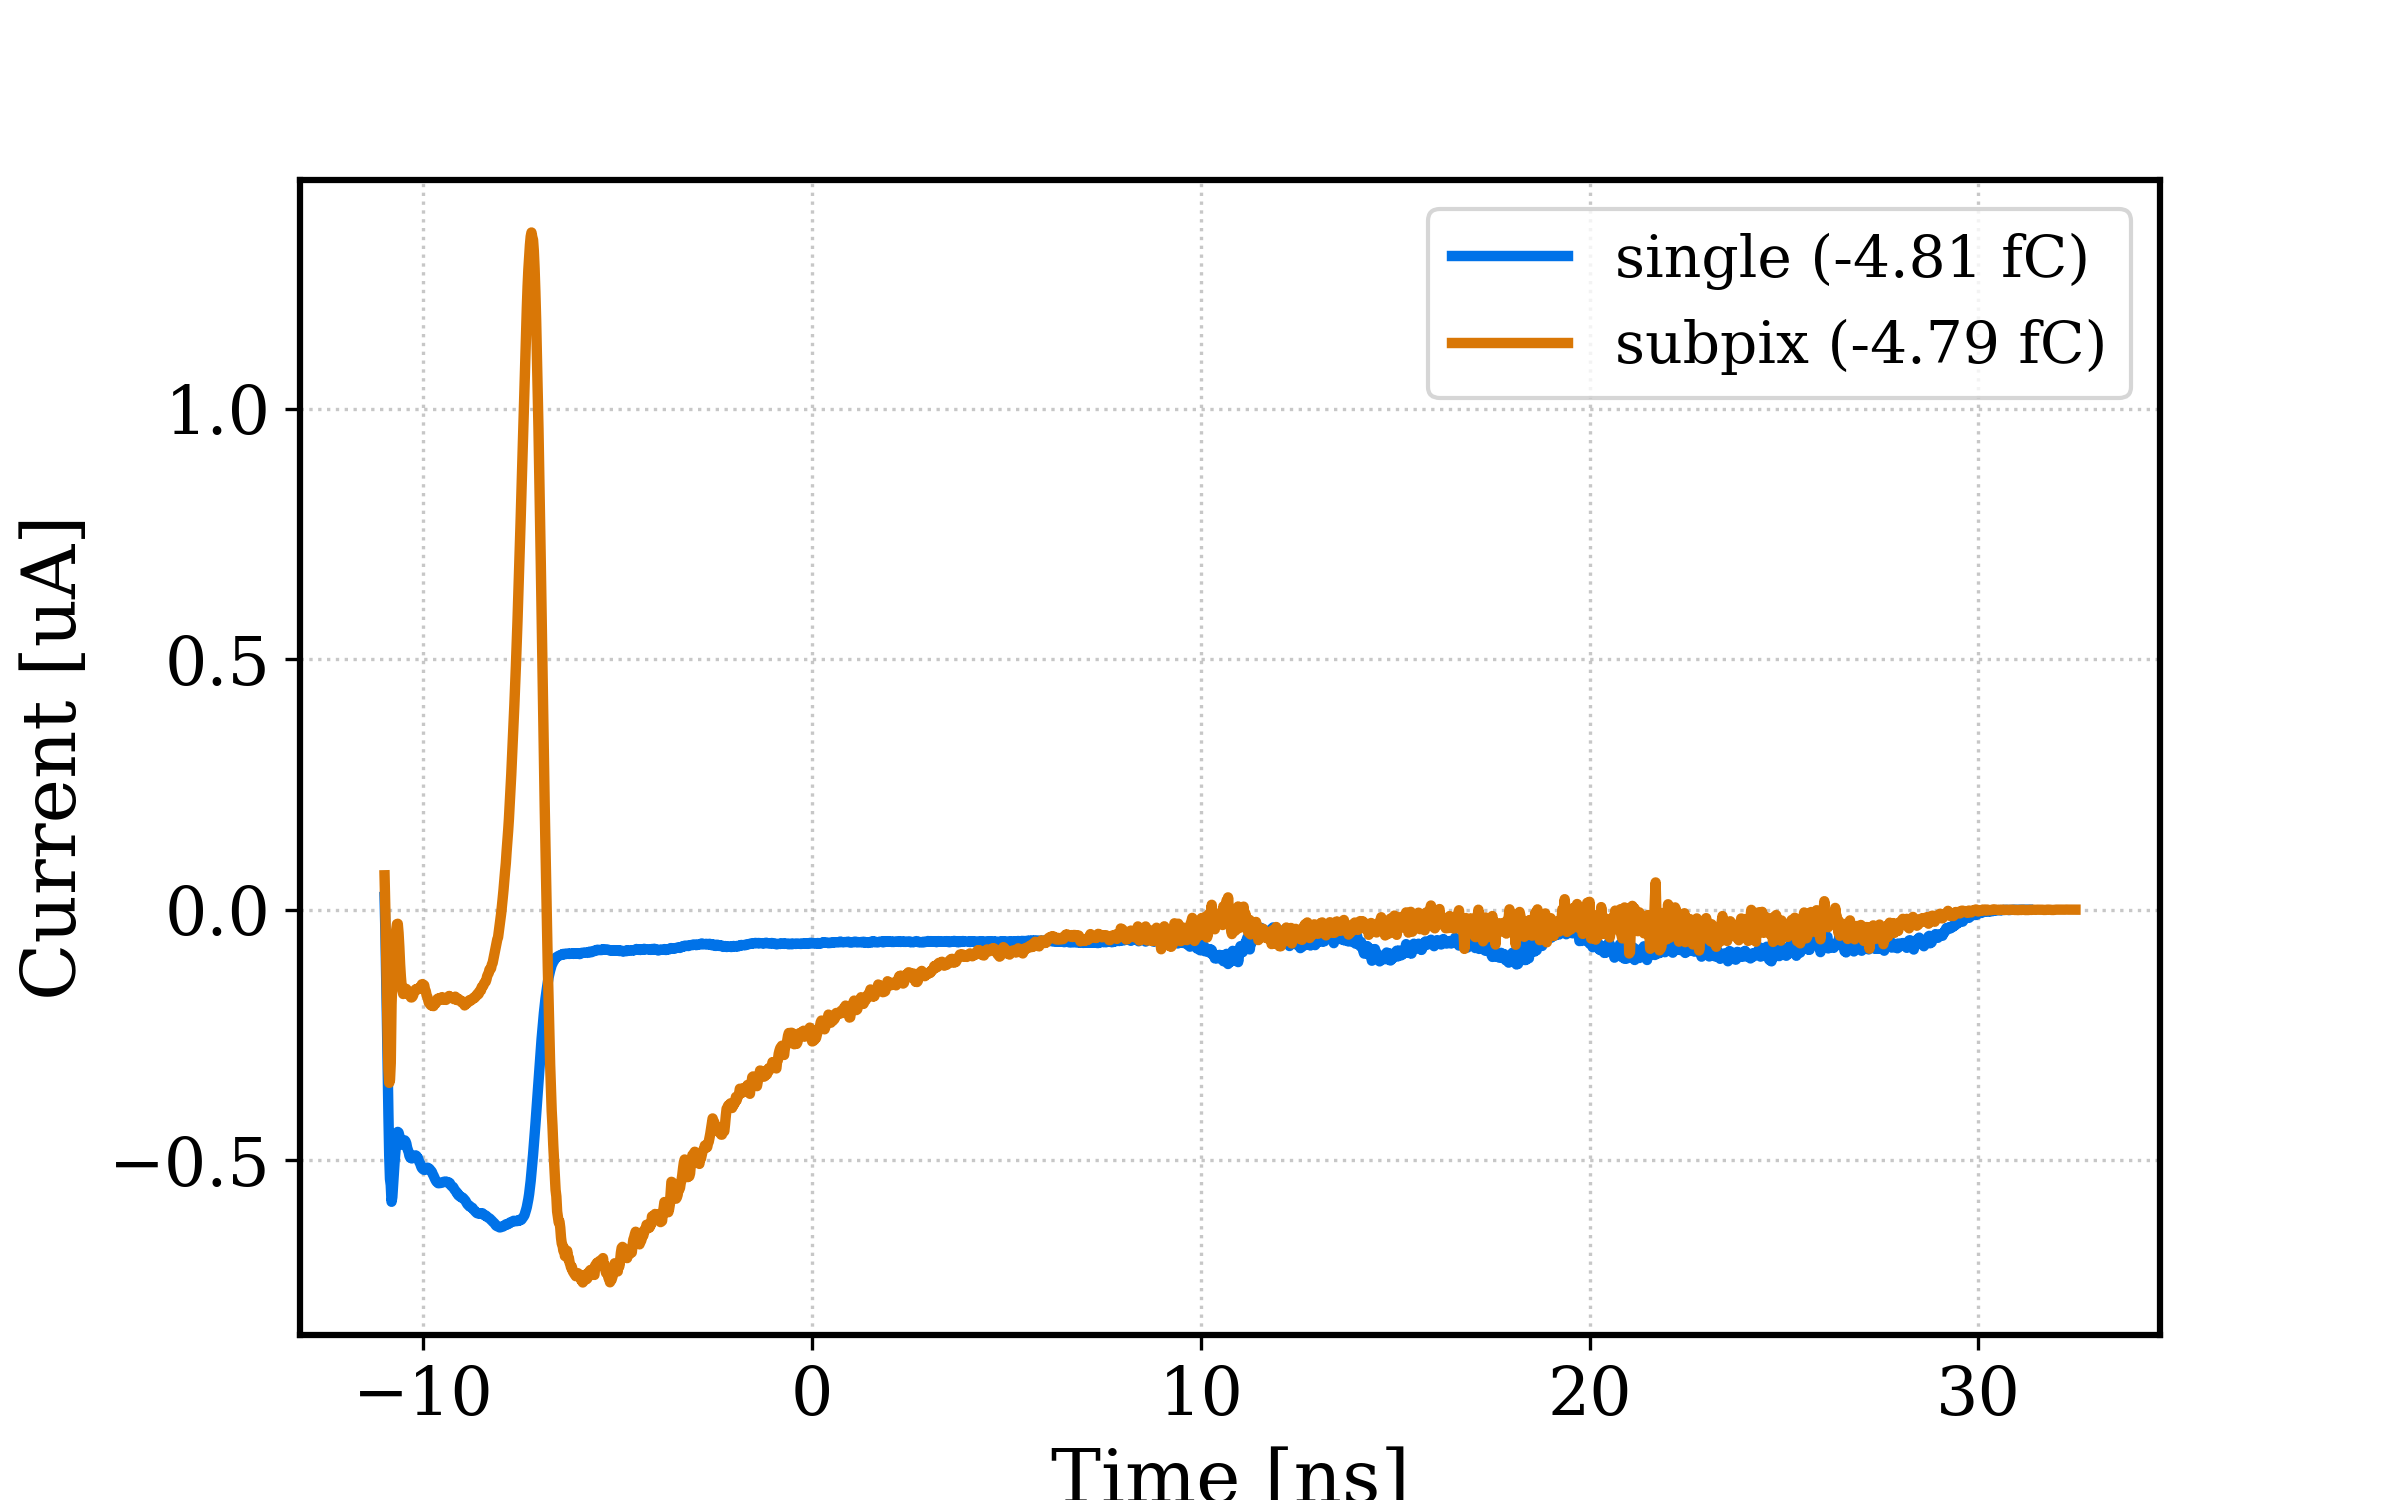 single (-4.81 fC)
subpix (-4.79 fC)
1.0
0.5
0.0
−0.5
Current [uA]
−10 0 10 20 30
Time [ns]